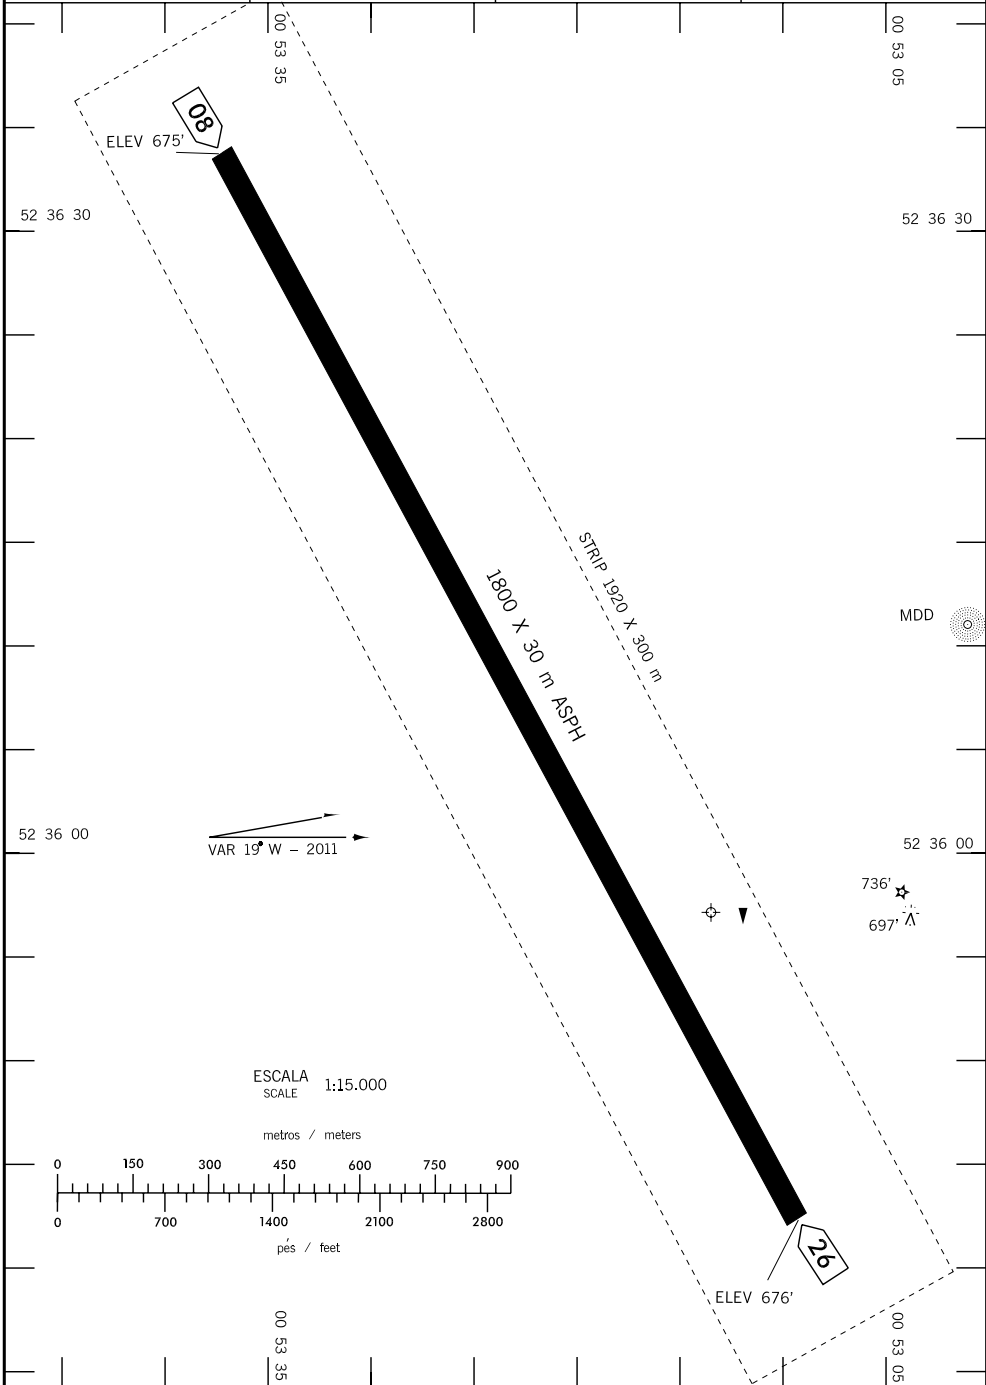 00 53 35
00 53 05
08
ELEV 675'
52 36 30
52 36 30
STRIP 1920 X 300 m
1800 X 30 m ASPH
MDD
52 36 00
52 36 00
VAR 19° W - 2011
736'
697'
ESCALA 1:15.000
SCALE
metros / meters
0 150 300 450 600 750 900
0 700 1400 2100 2800
pés / feet
26
ELEV 676'
00 53 35
00 53 05